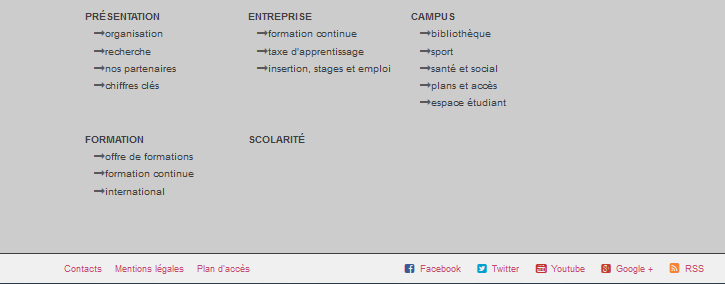 PRÉSENTATION
organisation
recherche
nos partenaires
chiffres clés
ENTREPRISE
formation continue
taxe d'apprentissage
insertion, stages et emploi
CAMPUS
bibliothèque
sport
santé et social
plans et accès
espace étudiant
FORMATION
offre de formations
formation continue
international
SCOLARITÉ
Contacts Mentions légales Plan d'accès Facebook Twitter Youtube Google + RSS